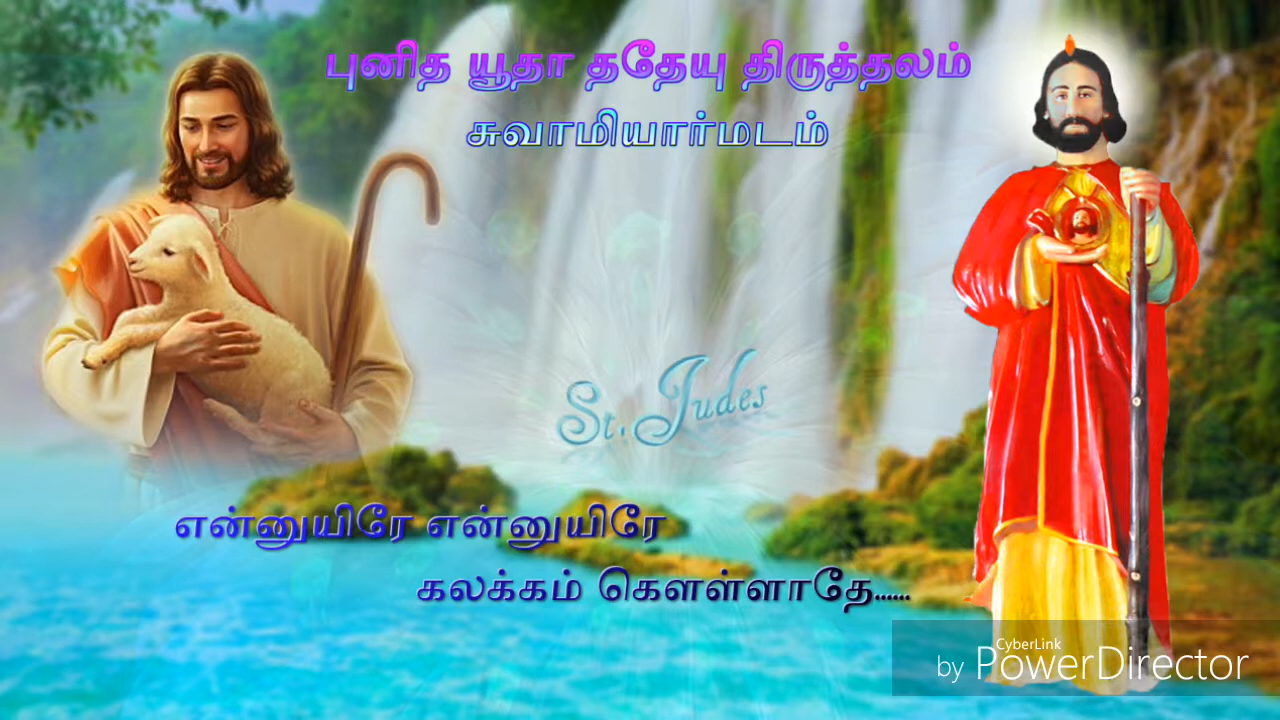 புனித யூதா ததேயு திருத்தலம்
சுவாமியார்மடம்
St. Judes
என்னுயிரே என்னுயிரே
கலக்கம் கௌள்ளாதே......
CyberLink
by PowerDirector